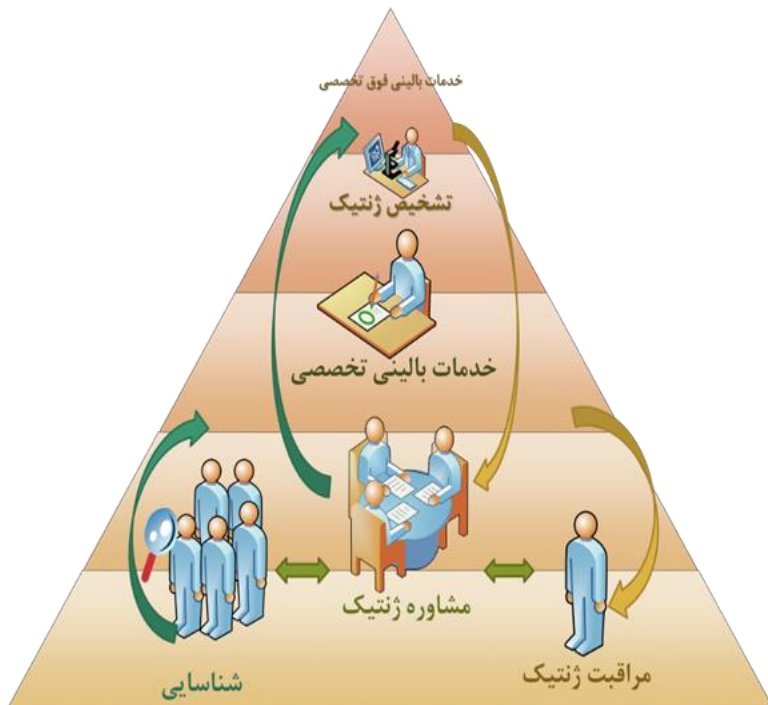 خدمات بالینی فوق تخصصی
تشخیص ژنتیک
خدمات بالینی تخصصی
مشاوره ژنتیک
مراقبت ژنتیک
شناسایی